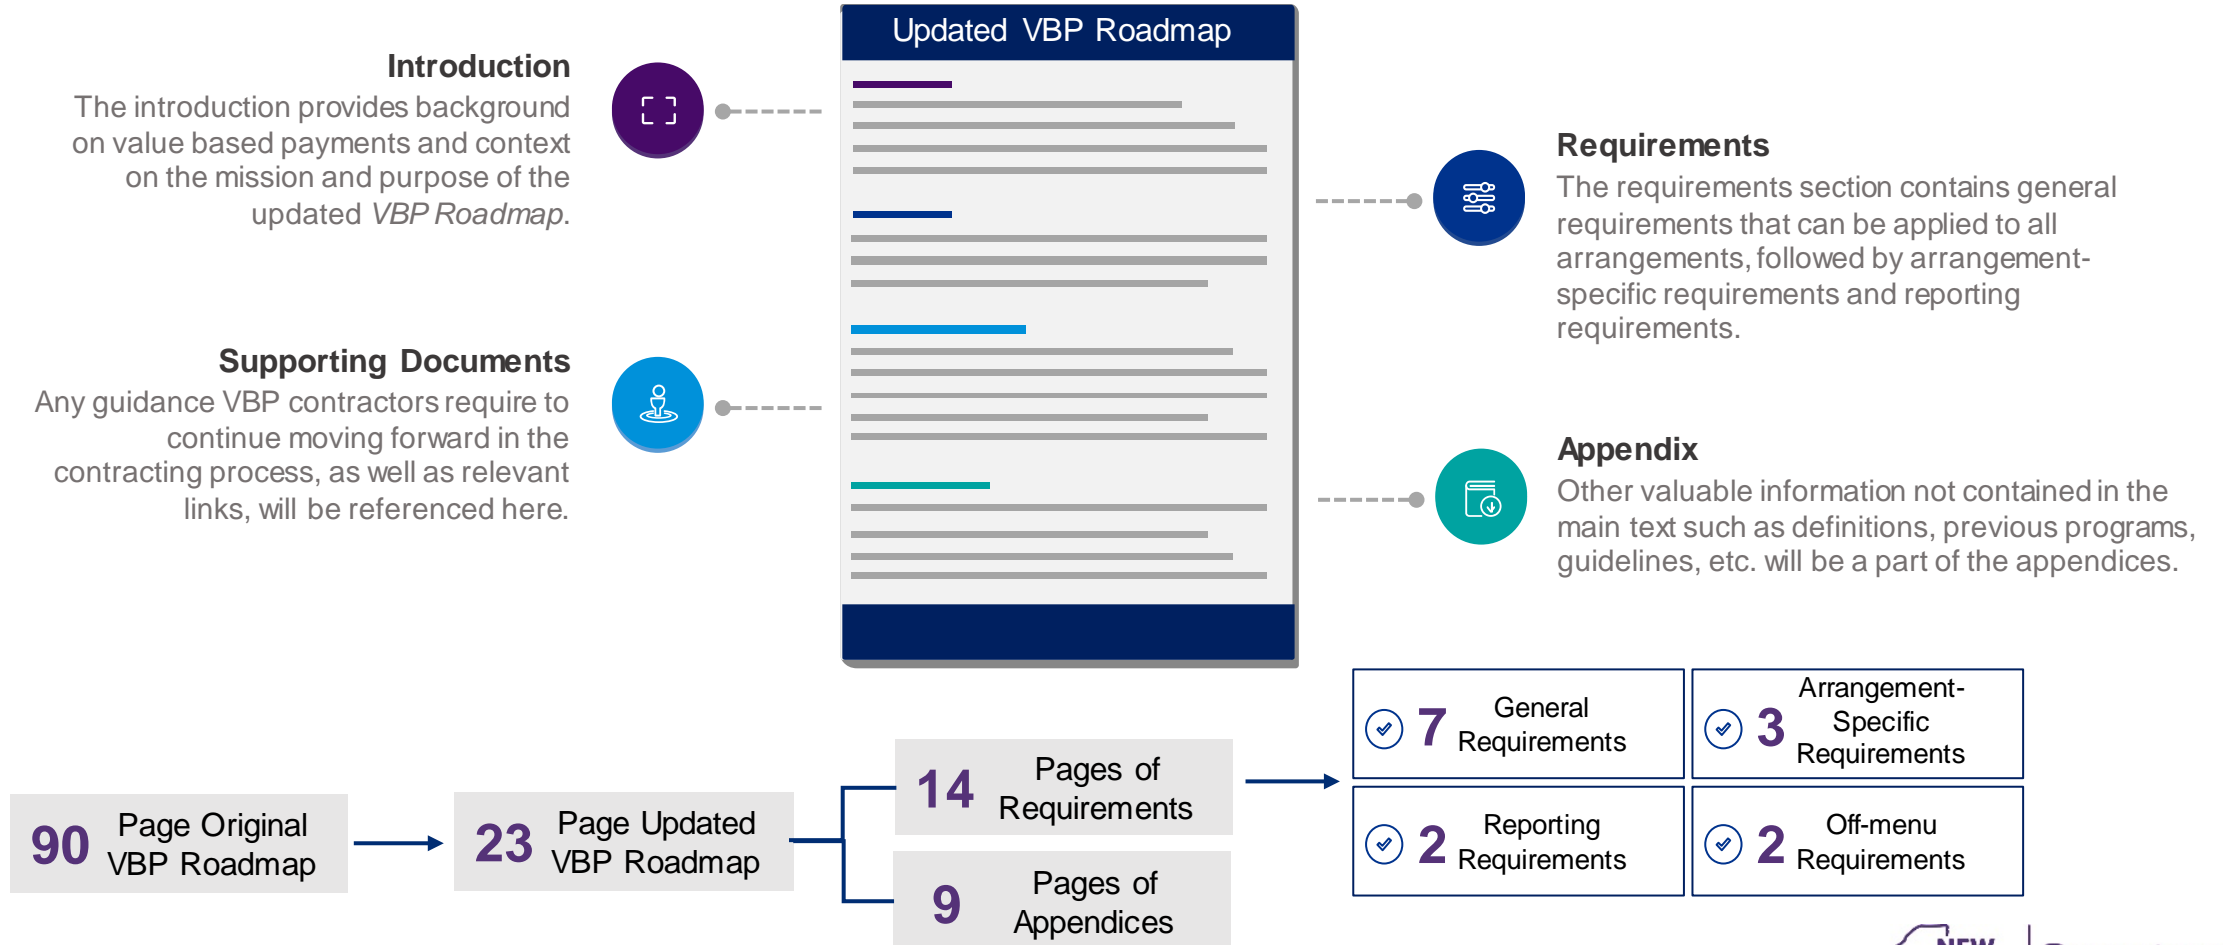 Updated VBP Roadmap
Introduction
The introduction provides background
on value based payments and context
on the mission and purpose of the
updated VBP Roadmap.
Requirements
The requirements section contains general
requirements that can be applied to all
arrangements, followed by arrangement-
specific requirements and reporting
requirements.
Supporting Documents
Any guidance VBP contractors require to
continue moving forward in the
contracting process, as well as relevant
links, will be referenced here.
Appendix
Other valuable information not contained in the
main text such as definitions, previous programs,
guidelines, etc. will be a part of the appendices.
90 Page Original
VBP Roadmap
23 Page Updated
VBP Roadmap
14 Pages of
Requirements
9 Pages of
Appendices
7 General
Requirements
3 Arrangement-
Specific
Requirements
2 Reporting
Requirements
2 Off-menu
Requirements
NEW